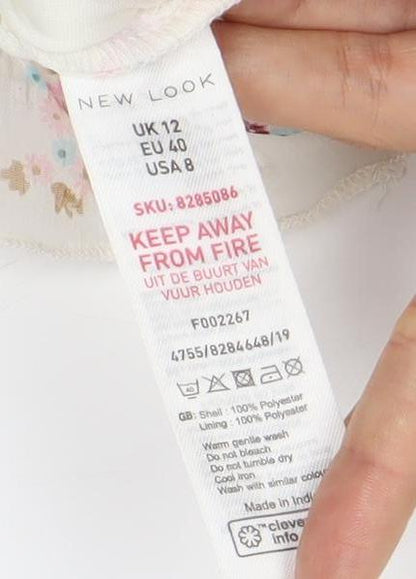 NEW LOOK
UK 12
EU 40
USA 8
SKU: 8285086
KEEP AWAY
FROM FIRE
UIT DE BUURT VAN
VUUR HOUDEN
F002267
4755/8284648/19
40
GB: Shell : 100% Polyester
Lining : 100% Polyester
Warm gentle wash
Do not bleach
Do not tumble dry
Cool iron
Wash with similar colou
Made in Indi
™cleve
info